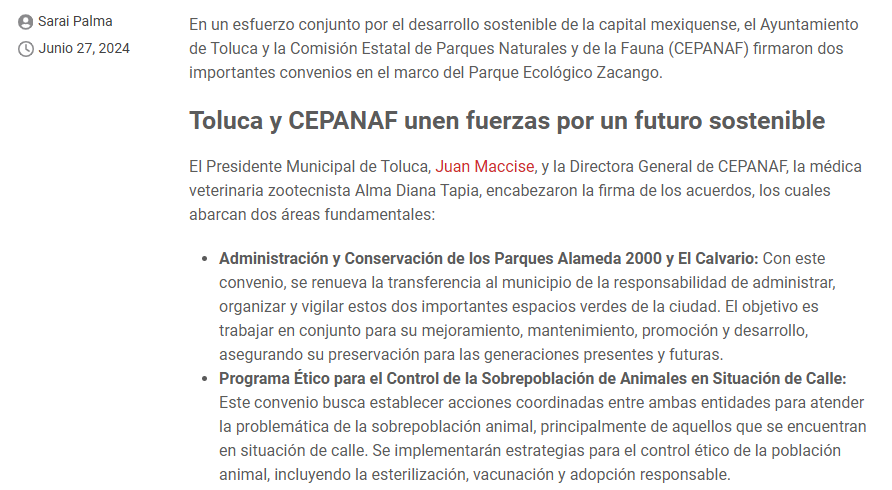 Sarai Palma
Junio 27, 2024
En un esfuerzo conjunto por el desarrollo sostenible de la capital mexiquense, el Ayuntamiento
de Toluca y la Comisión Estatal de Parques Naturales y de la Fauna (CEPANAF) firmaron dos
importantes convenios en el marco del Parque Ecológico Zacango.
Toluca y CEPANAF unen fuerzas por un futuro sostenible
El Presidente Municipal de Toluca, Juan Maccise, y la Directora General de CEPANAF, la médica
veterinaria zootecnista Alma Diana Tapia, encabezaron la firma de los acuerdos, los cuales
abarcan dos áreas fundamentales:
• Administración y Conservación de los Parques Alameda 2000 y El Calvario: Con este
convenio, se renueva la transferencia al municipio de la responsabilidad de administrar,
organizar y vigilar estos dos importantes espacios verdes de la ciudad. El objetivo es
trabajar en conjunto para su mejoramiento, mantenimiento, promoción y desarrollo,
asegurando su preservación para las generaciones presentes y futuras.
• Programa Ético para el Control de la Sobrepoblación de Animales en Situación de Calle:
Este convenio busca establecer acciones coordinadas entre ambas entidades para atender
la problemática de la sobrepoblación animal, principalmente de aquellos que se encuentran
en situación de calle. Se implementarán estrategias para el control ético de la población
animal, incluyendo la esterilización, vacunación y adopción responsable.